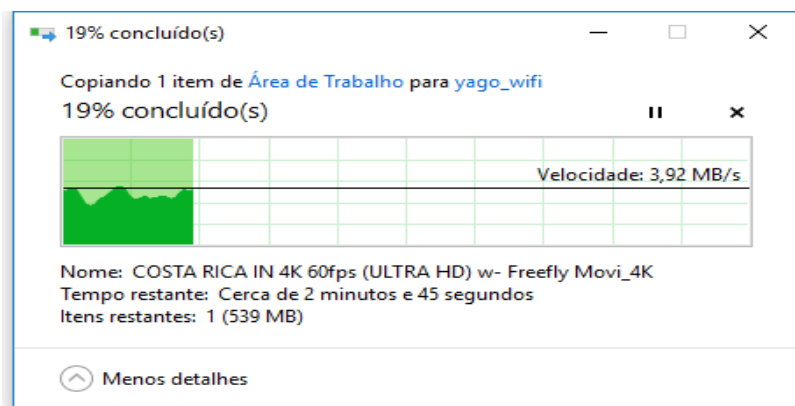 19% concluído(s)
Copiando 1 item de Área de Trabalho para yago_wifi
19% concluído(s)
Velocidade: 3,92 MB/s
Nome: COSTA RICA IN 4K 60fps (ULTRA HD) w- Freefly Movi_4K
Tempo restante: Cerca de 2 minutos e 45 segundos
Itens restantes: 1 (539 MB)
Menos detalhes